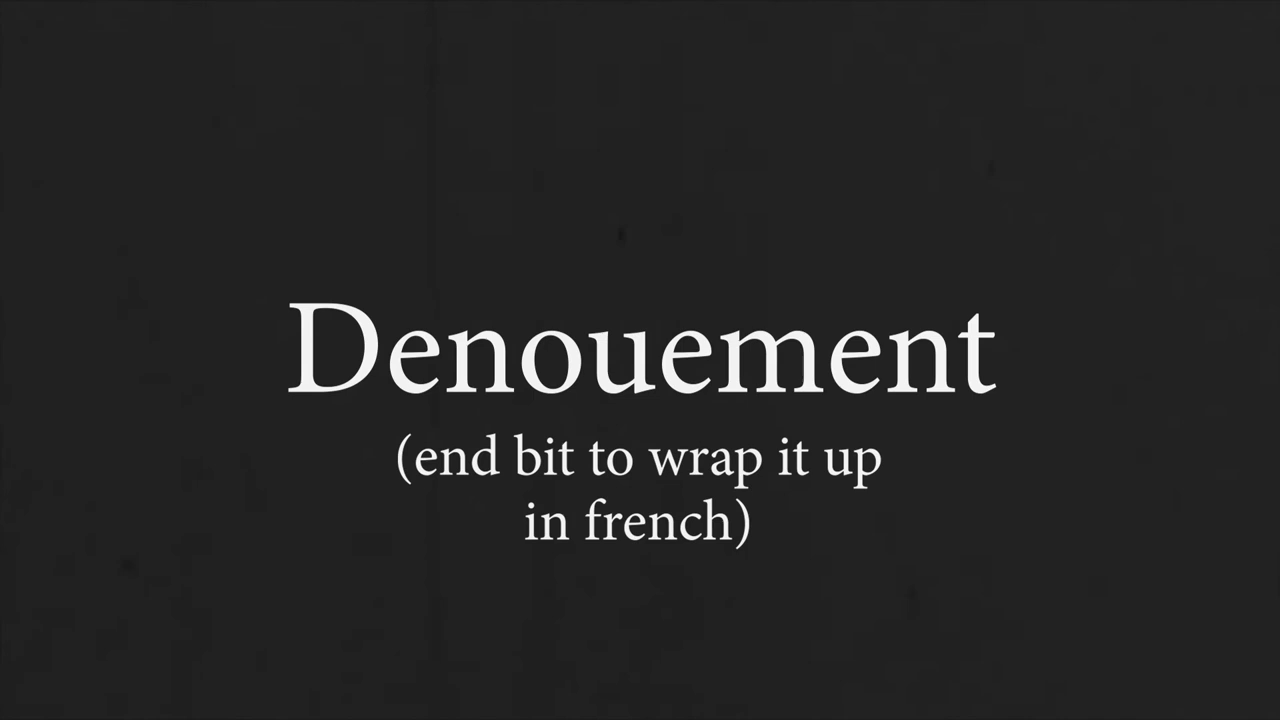 Denouement
(end bit to wrap it up
in french)